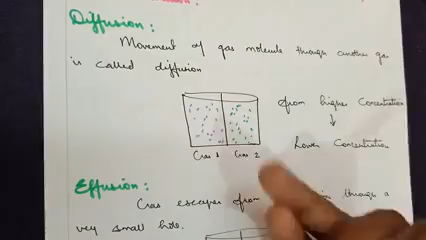 Diffusion:
Movement of gas molecule through another gas
is called diffusion
from higher Concentration
↓
Lower Concentration
Gas 1 Gas 2
Effusion:
Gas escapes from through a
very small hole.